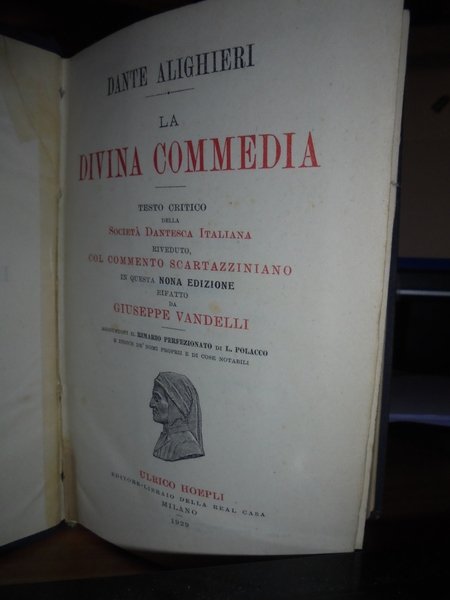 DANTE ALIGHIERI
LA
DIVINA COMMEDIA
TESTO CRITICO
DELLA
SOCIETÀ DANTESCA ITALIANA
RIVEDUTO,
COL COMMENTO SCARTAZZINIANO
IN QUESTA NONA EDIZIONE
RIFATTO
DA
GIUSEPPE VANDELLI
AGGIUNTOVI IL RIMARIO PERFEZIONATO DI L. POLACCO
E INDICE DE' NOMI PROPRII E DI COSE NOTABILI
ULRICO HOEPLI
EDITORE-LIBRAIO DELLA REAL CASA
MILANO
1929